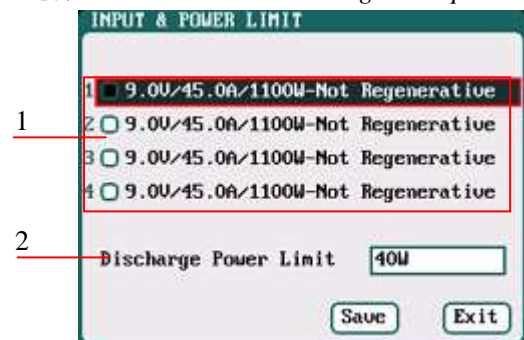 INPUT & POWER LIMIT
1 9.0V/45.0A/1100W-Not Regenerative
1
2 9.0V/45.0A/1100W-Not Regenerative
3 9.0V/45.0A/1100W-Not Regenerative
4 9.0V/45.0A/1100W-Not Regenerative
2
Discharge Power Limit 40W
Save Exit